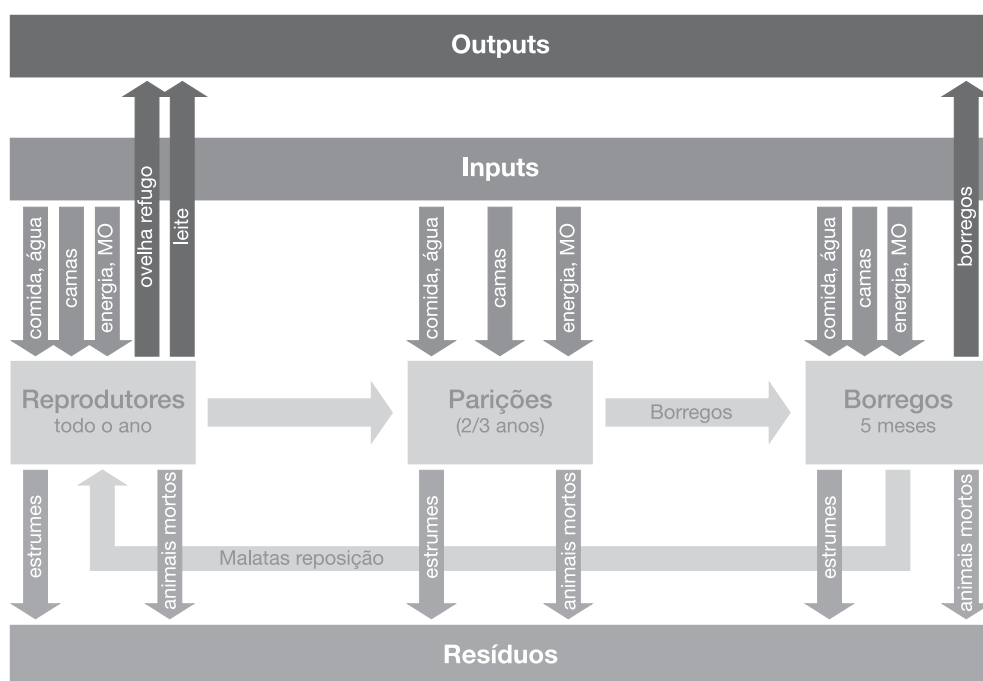 Outputs
Inputs
comida, água
camas
energia, MO
ovelha refugo
leite
comida, água
camas
energia, MO
comida, água
camas
energia, MO
borregos
Reprodutores
todo o ano
Parições
(2/3 anos)
Borregos
Borregos
5 meses
estrumes
animais mortos
Malatas reposição
estrumes
animais mortos
estrumes
animais mortos
Resíduos